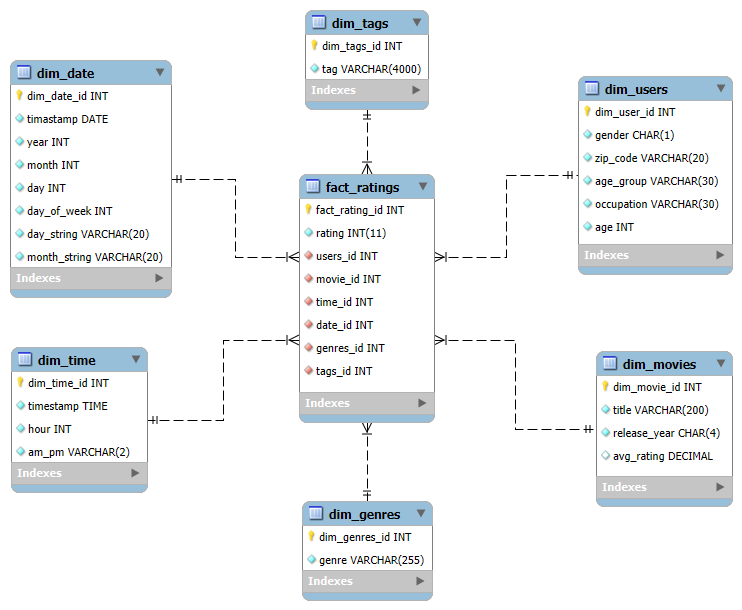 dim_tags
dim_tags_id INT
tag VARCHAR(4000)
Indexes
dim_date
dim_date_id INT
timastamp DATE
year INT
month INT
day INT
day_of_week INT
day_string VARCHAR(20)
month_string VARCHAR(20)
Indexes
dim_users
dim_user_id INT
gender CHAR(1)
zip_code VARCHAR(20)
age_group VARCHAR(30)
occupation VARCHAR(30)
age INT
Indexes
fact_ratings
fact_rating_id INT
rating INT(11)
users_id INT
movie_id INT
time_id INT
date_id INT
genres_id INT
tags_id INT
Indexes
dim_time
dim_time_id INT
timestamp TIME
hour INT
am_pm VARCHAR(2)
Indexes
dim_movies
dim_movie_id INT
title VARCHAR(200)
release_year CHAR(4)
avg_rating DECIMAL
Indexes
dim_genres
dim_genres_id INT
genre VARCHAR(255)
Indexes